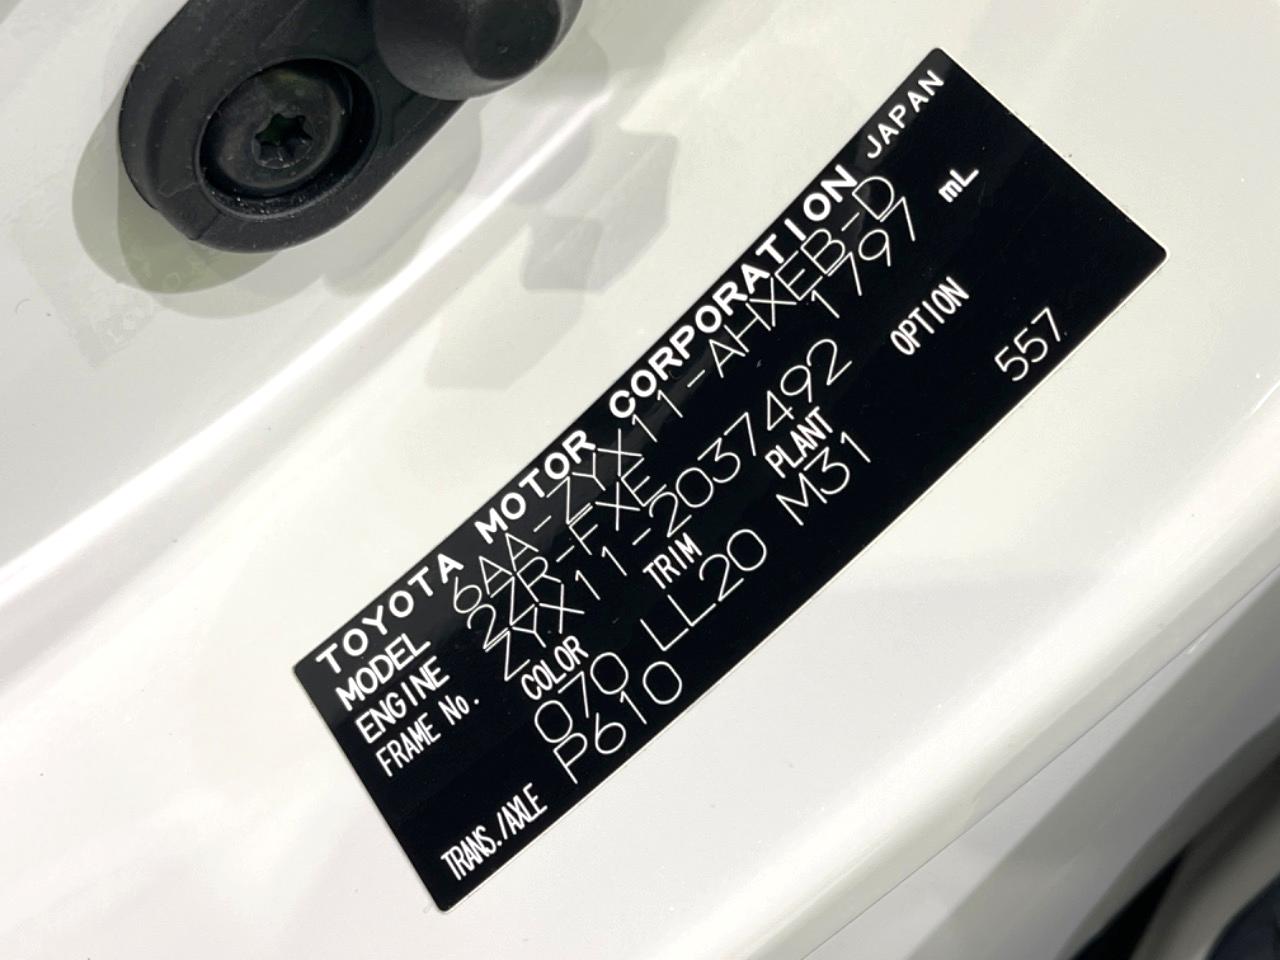 TOYOTA MOTOR CORPORATION JAPAN
MODEL 6AA-ZYX11-AHXEB-D
ENGINE 2ZR-FXE 1797 mL
FRAME No. ZYX11-2037492
COLOR TRIM PLANT OPTION
070 LL20 M31 557
TRANS./AXLE P610